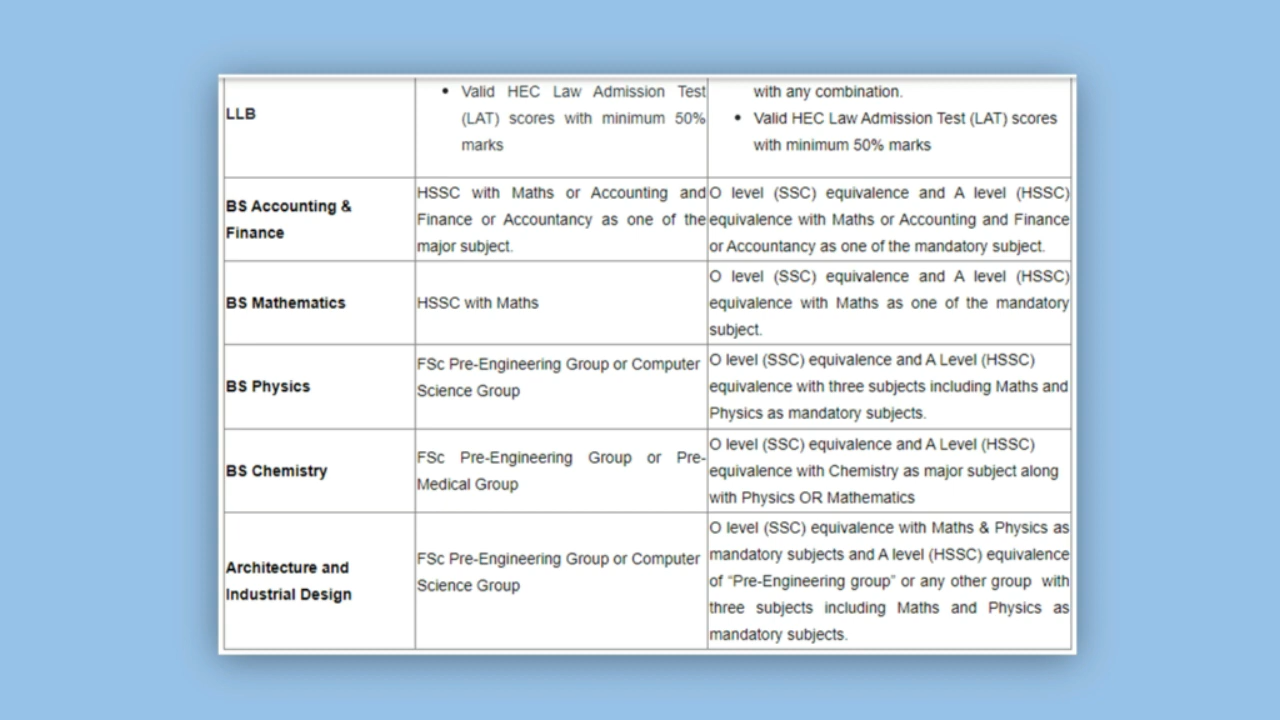 LLB
• Valid HEC Law Admission Test
(LAT) scores with minimum 50%
marks
with any combination.
• Valid HEC Law Admission Test (LAT) scores
with minimum 50% marks
BS Accounting &
Finance
HSSC with Maths or Accounting and
Finance or Accountancy as one of the
major subject.
O level (SSC) equivalence and A level (HSSC)
equivalence with Maths or Accounting and Finance
or Accountancy as one of the mandatory subject.
BS Mathematics
HSSC with Maths
O level (SSC) equivalence and A level (HSSC)
equivalence with Maths as one of the mandatory
subject.
BS Physics
FSc Pre-Engineering Group or Computer
Science Group
O level (SSC) equivalence and A Level (HSSC)
equivalence with three subjects including Maths and
Physics as mandatory subjects.
BS Chemistry
FSc Pre-Engineering Group or Pre-
Medical Group
O level (SSC) equivalence and A Level (HSSC)
equivalence with Chemistry as major subject along
with Physics OR Mathematics
Architecture and
Industrial Design
FSc Pre-Engineering Group or Computer
Science Group
O level (SSC) equivalence with Maths & Physics as
mandatory subjects and A level (HSSC) equivalence
of “Pre-Engineering group” or any other group with
three subjects including Maths and Physics as
mandatory subjects.